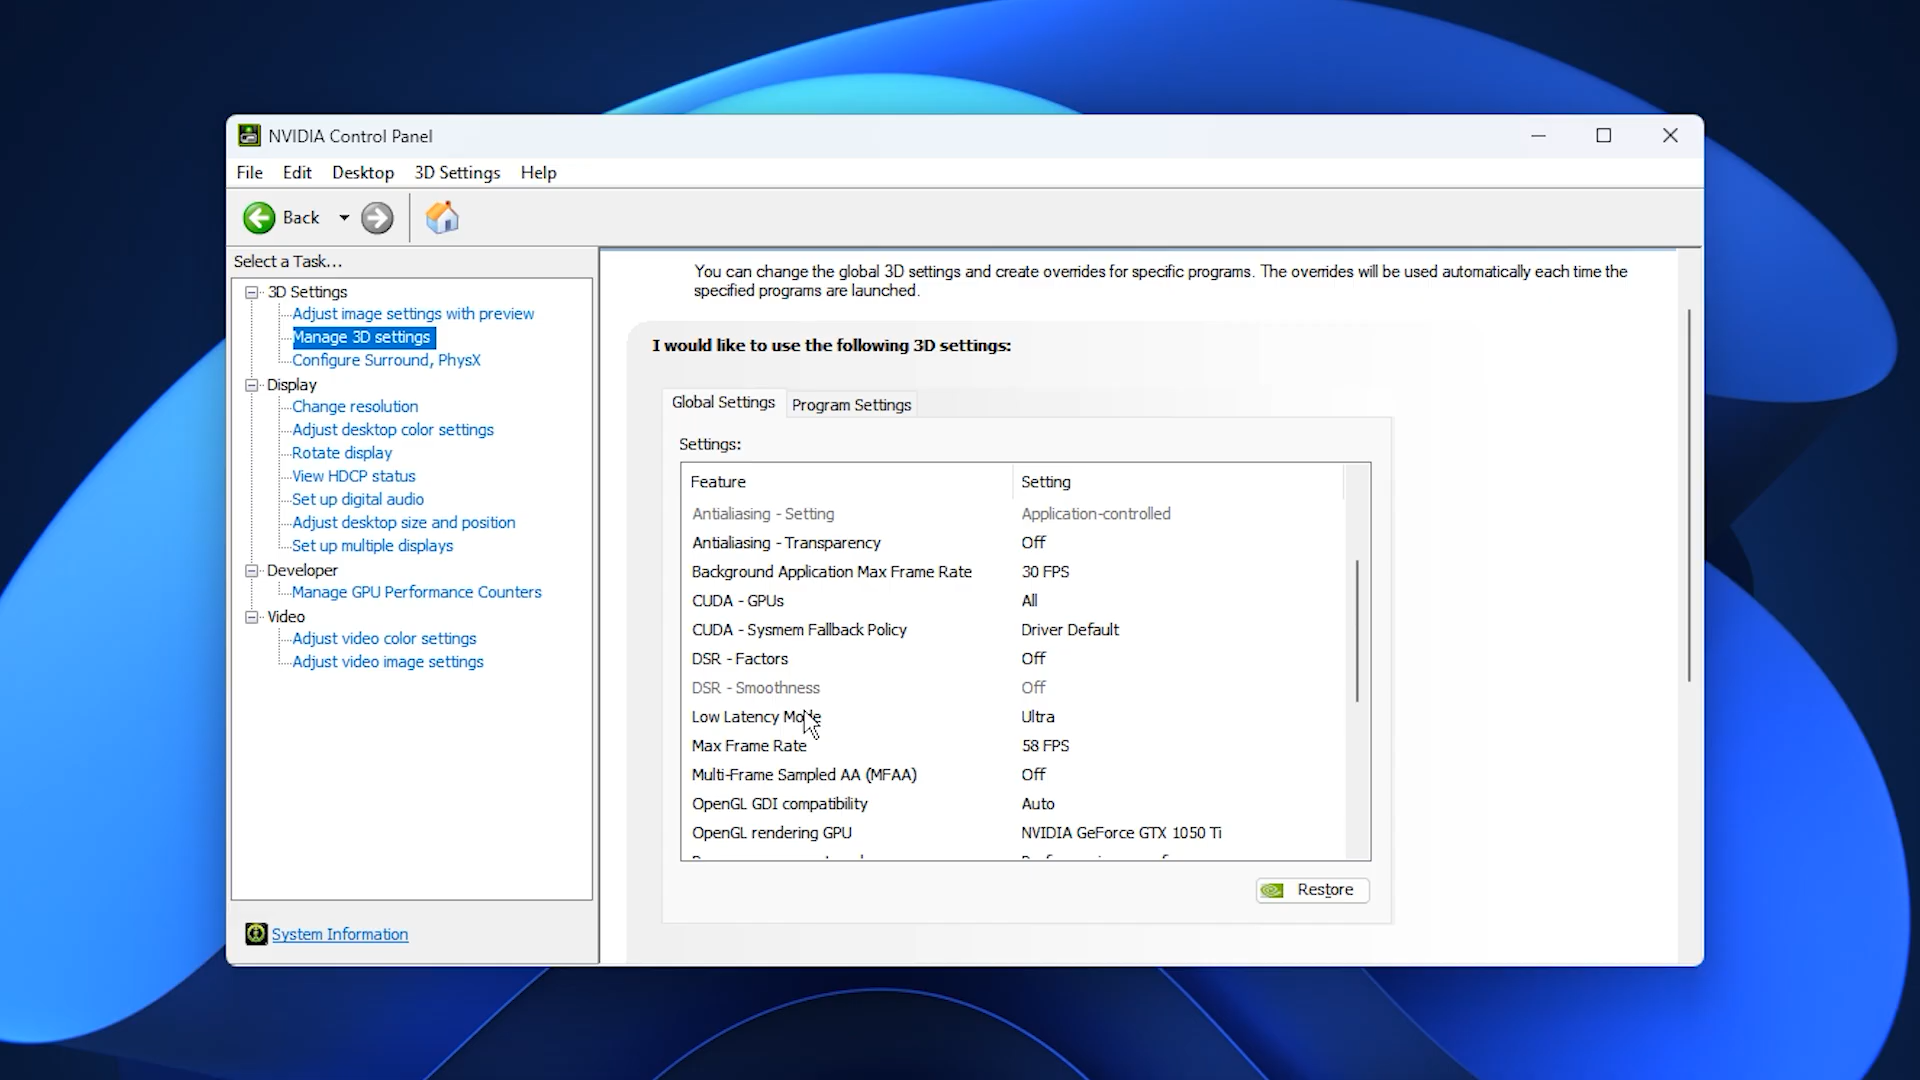 NVIDIA Control Panel
File Edit Desktop 3D Settings Help
Back
Select a Task...
3D Settings
Adjust image settings with preview
Manage 3D settings
Configure Surround, PhysX
Display
Change resolution
Adjust desktop color settings
Rotate display
View HDCP status
Set up digital audio
Adjust desktop size and position
Set up multiple displays
Developer
Manage GPU Performance Counters
Video
Adjust video color settings
Adjust video image settings
System Information
You can change the global 3D settings and create overrides for specific programs. The overrides will be used automatically each time the
specified programs are launched.
I would like to use the following 3D settings:
Global Settings Program Settings
Settings:
Feature Setting
Antialiasing - Setting Application-controlled
Antialiasing - Transparency Off
Background Application Max Frame Rate 30 FPS
CUDA - GPUs All
CUDA - Sysmem Fallback Policy Driver Default
DSR - Factors Off
DSR - Smoothness Off
Low Latency Mode Ultra
Max Frame Rate 58 FPS
Multi-Frame Sampled AA (MFAA) Off
OpenGL GDI compatibility Auto
OpenGL rendering GPU NVIDIA GeForce GTX 1050 Ti
Restore